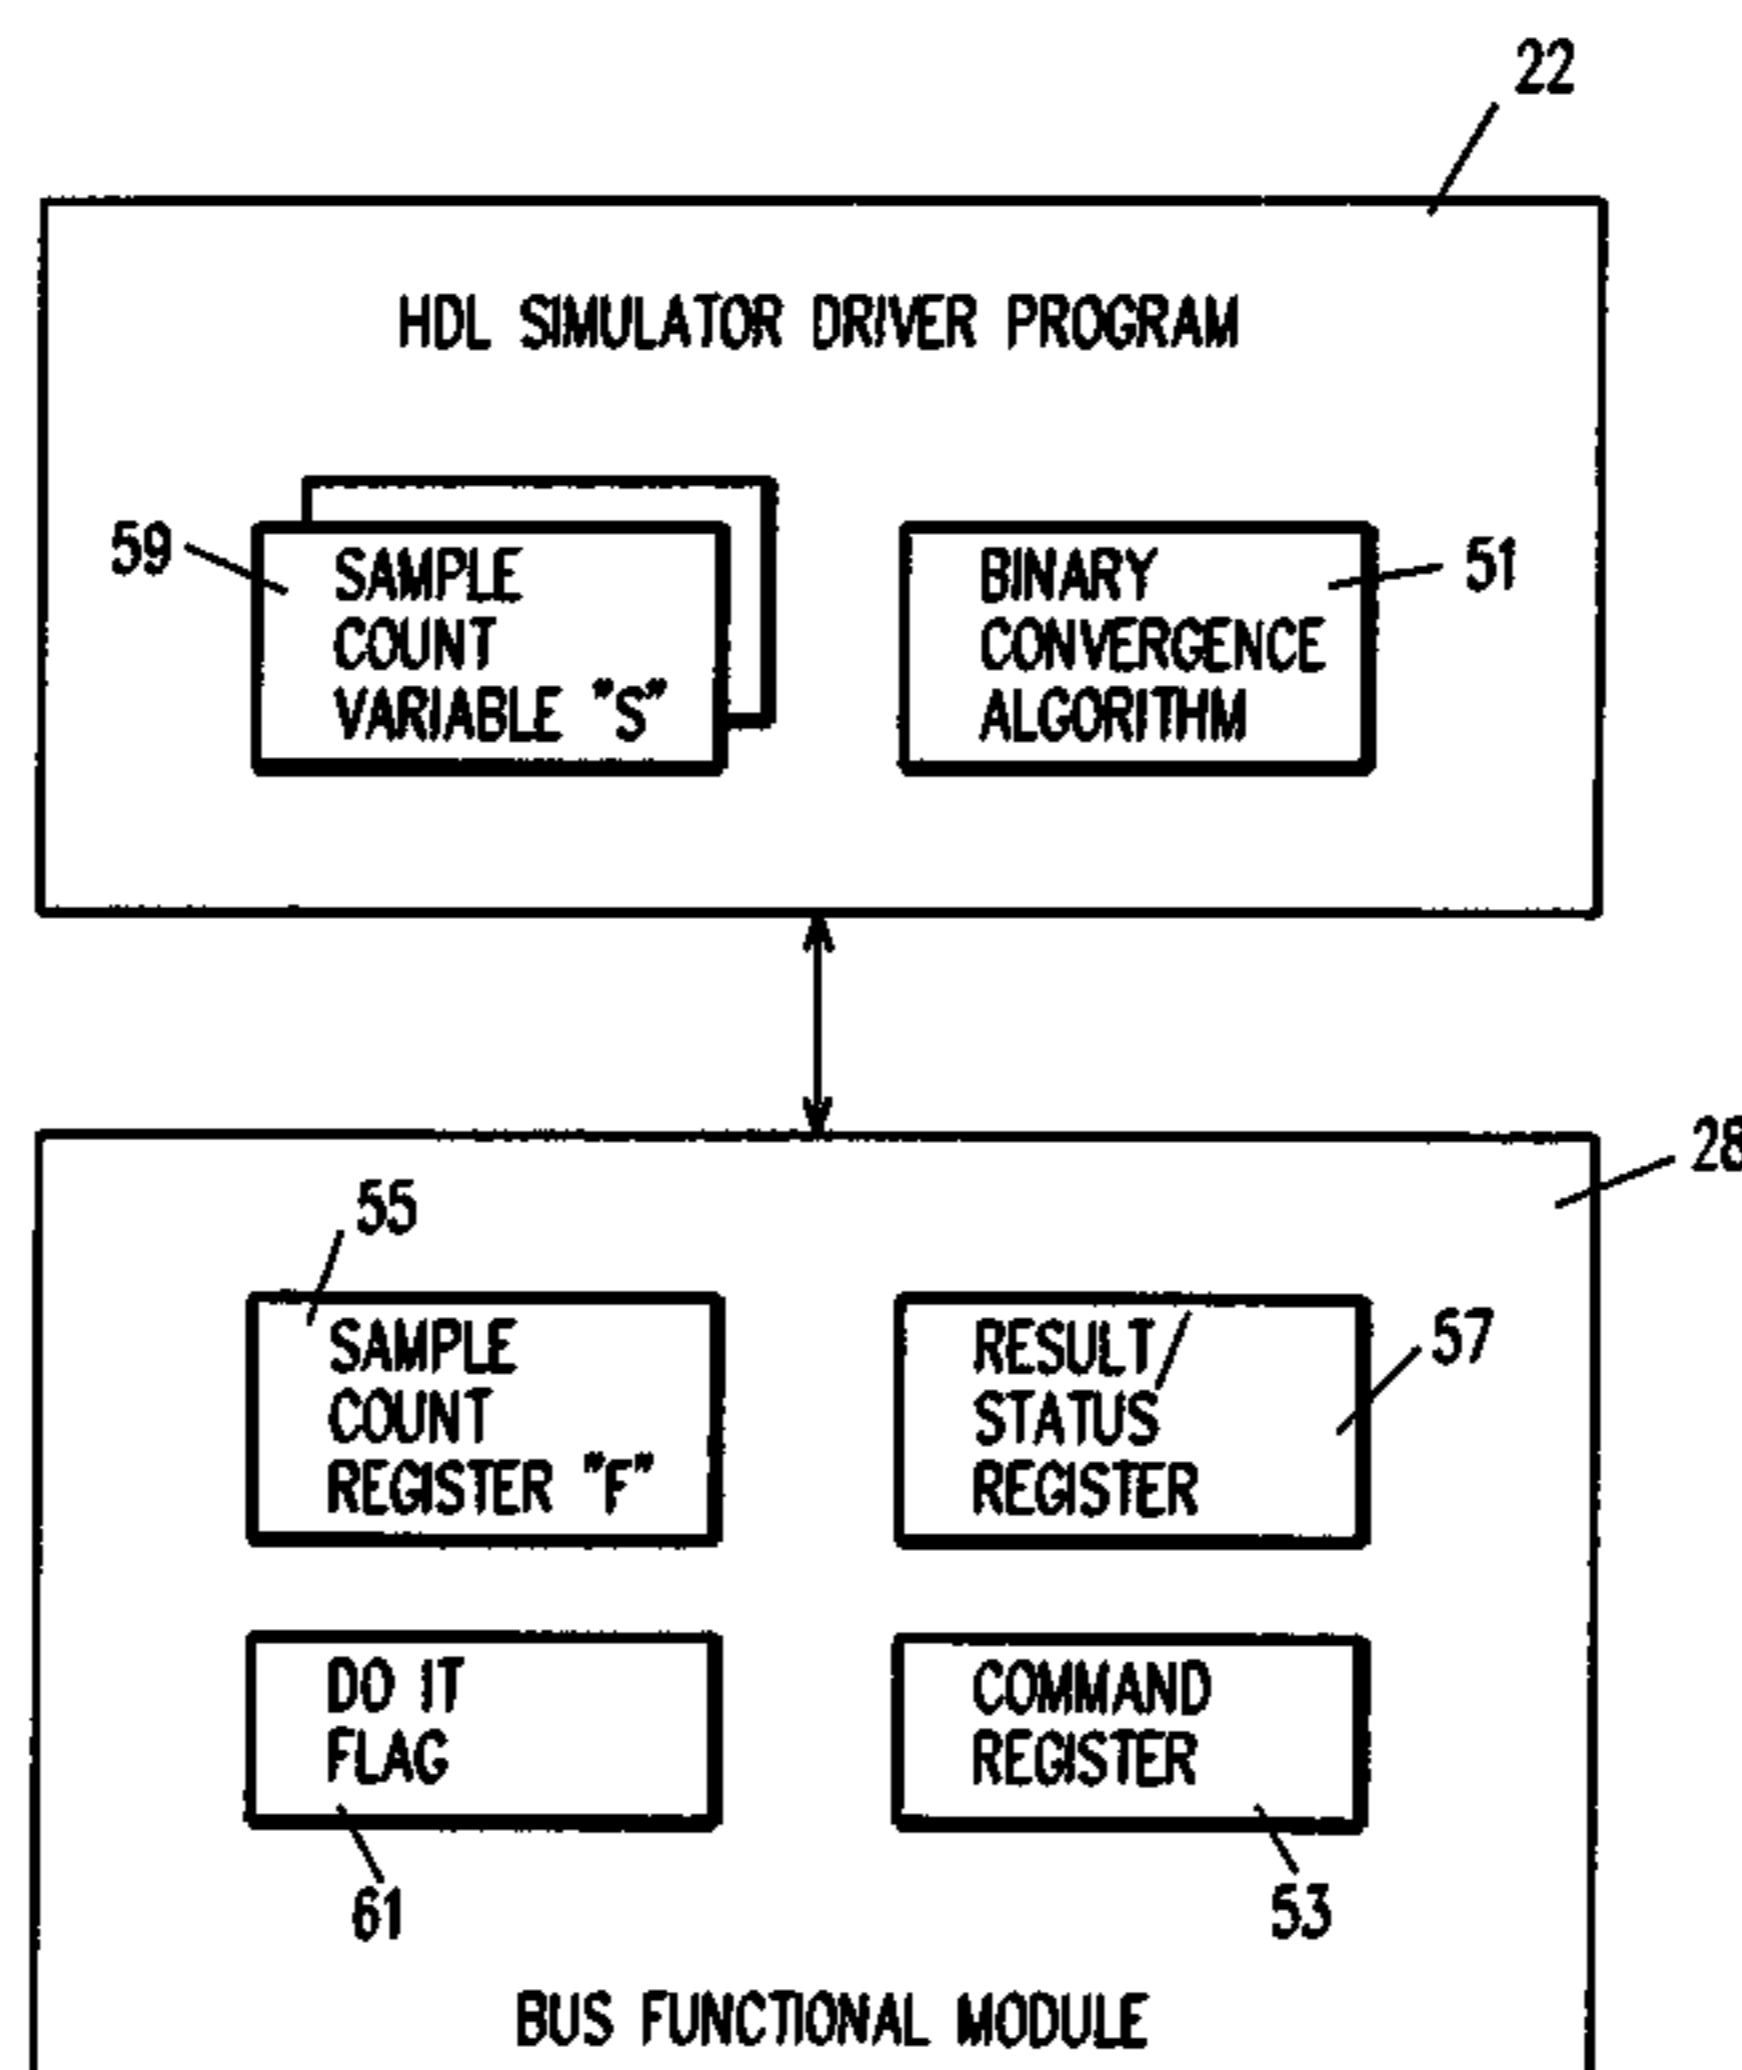 22
HDL SIMULATOR DRIVER PROGRAM
59
SAMPLE
COUNT
VARIABLE "S"
BINARY
CONVERGENCE
ALGORITHM
51
28
55
SAMPLE
COUNT
REGISTER "F"
RESULT/
STATUS
REGISTER
57
DO IT
FLAG
COMMAND
REGISTER
61
53
BUS FUNCTIONAL MODULE